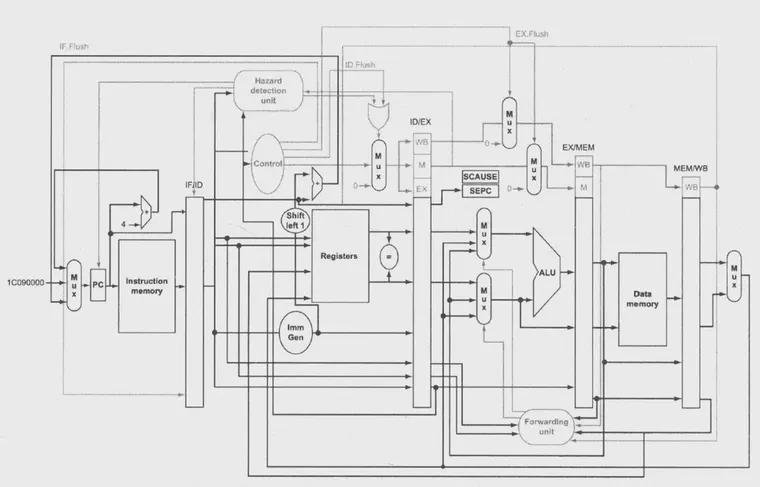 IF.Flush
EX.Flush
ID.Flush
Hazard
detection
unit
ID/EX
Control
Mux
0
WB
M
EX
Mux
0
Mux
0
EX/MEM
WB
M
MEM/WB
WB
SCAUSE
SEPC
IF/ID
+
4
+
Shift
left 1
Registers
=
Mux
Mux
ALU
1C090000
Mux
PC
Instruction
memory
Imm
Gen
Data
memory
Mux
Forwarding
unit